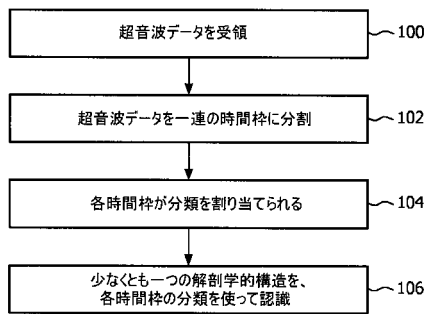 超音波データを受領
100
超音波データを一連の時間枠に分割
102
各時間枠が分類を割り当てられる
104
少なくとも一つの解剖学的構造を、
各時間枠の分類を使って認識
106